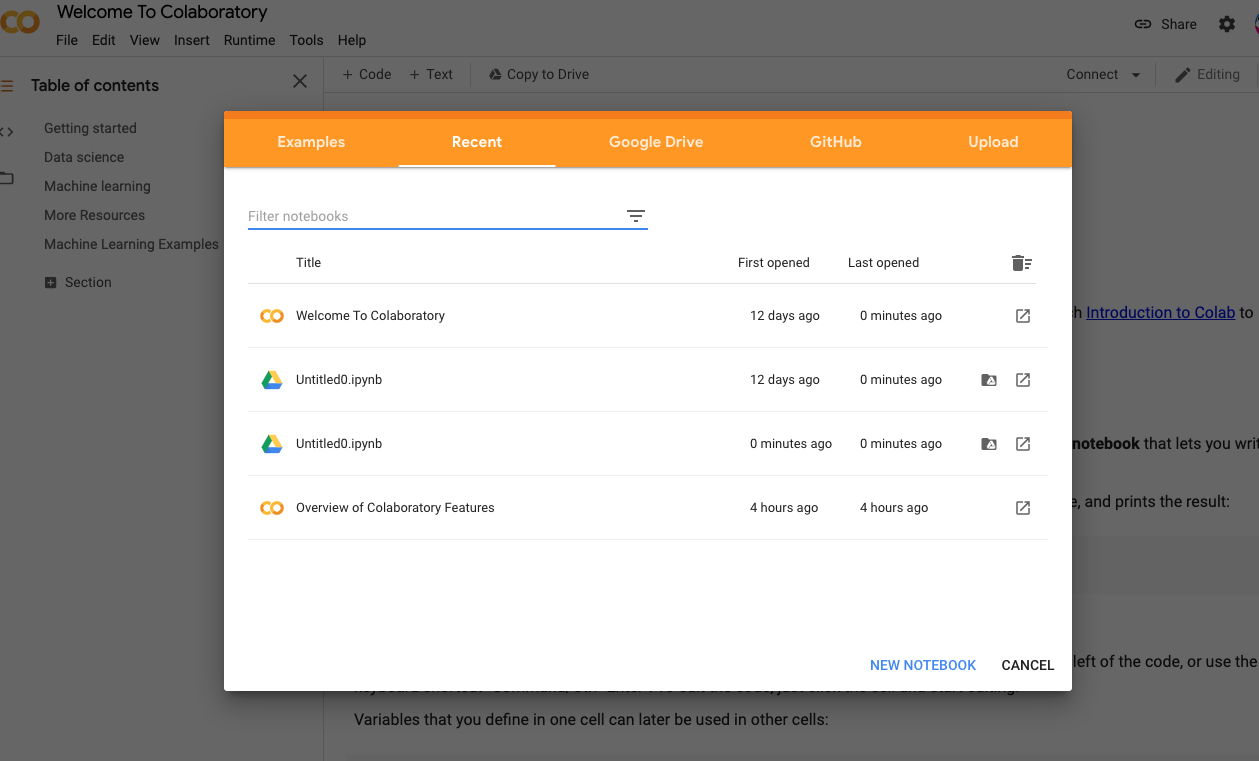 Welcome To Colaboratory
File Edit View Insert Runtime Tools Help
Share
Table of contents
+ Code + Text Copy to Drive
Connect Editing
Getting started
Data science
Machine learning
More Resources
Machine Learning Examples
Section
Examples Recent Google Drive GitHub Upload
Filter notebooks
Title First opened Last opened
Welcome To Colaboratory 12 days ago 0 minutes ago
Untitled0.ipynb 12 days ago 0 minutes ago
Untitled0.ipynb 0 minutes ago 0 minutes ago
Overview of Colaboratory Features 4 hours ago 4 hours ago
NEW NOTEBOOK CANCEL
Introduction to Colab to
notebook that lets you
, and prints the result:
left of the code, or use the
Variables that you define in one cell can later be used in other cells: